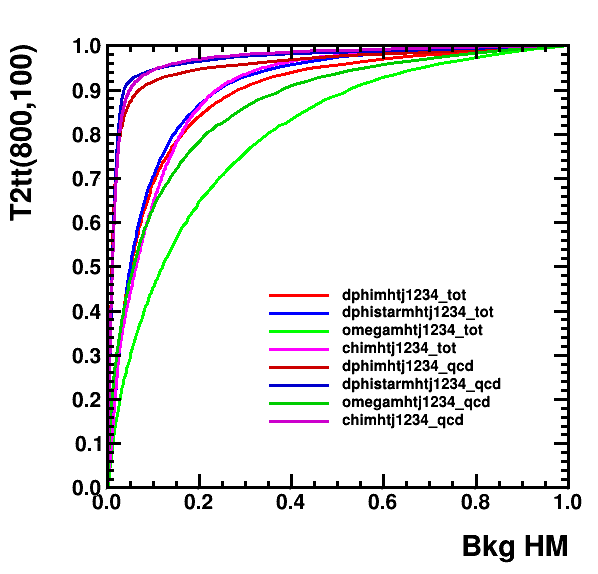 T2tt(800,100)
1.0
0.9
0.8
0.7
0.6
0.5
0.4
0.3
0.2
0.1
0.0
dphimhtj1234_tot
dphistarmhtj1234_tot
omegamhtj1234_tot
chimhtj1234_tot
dphimhtj1234_qcd
dphistarmhtj1234_qcd
omegamhtj1234_qcd
chimhtj1234_qcd
0.0 0.2 0.4 0.6 0.8 1.0
Bkg HM